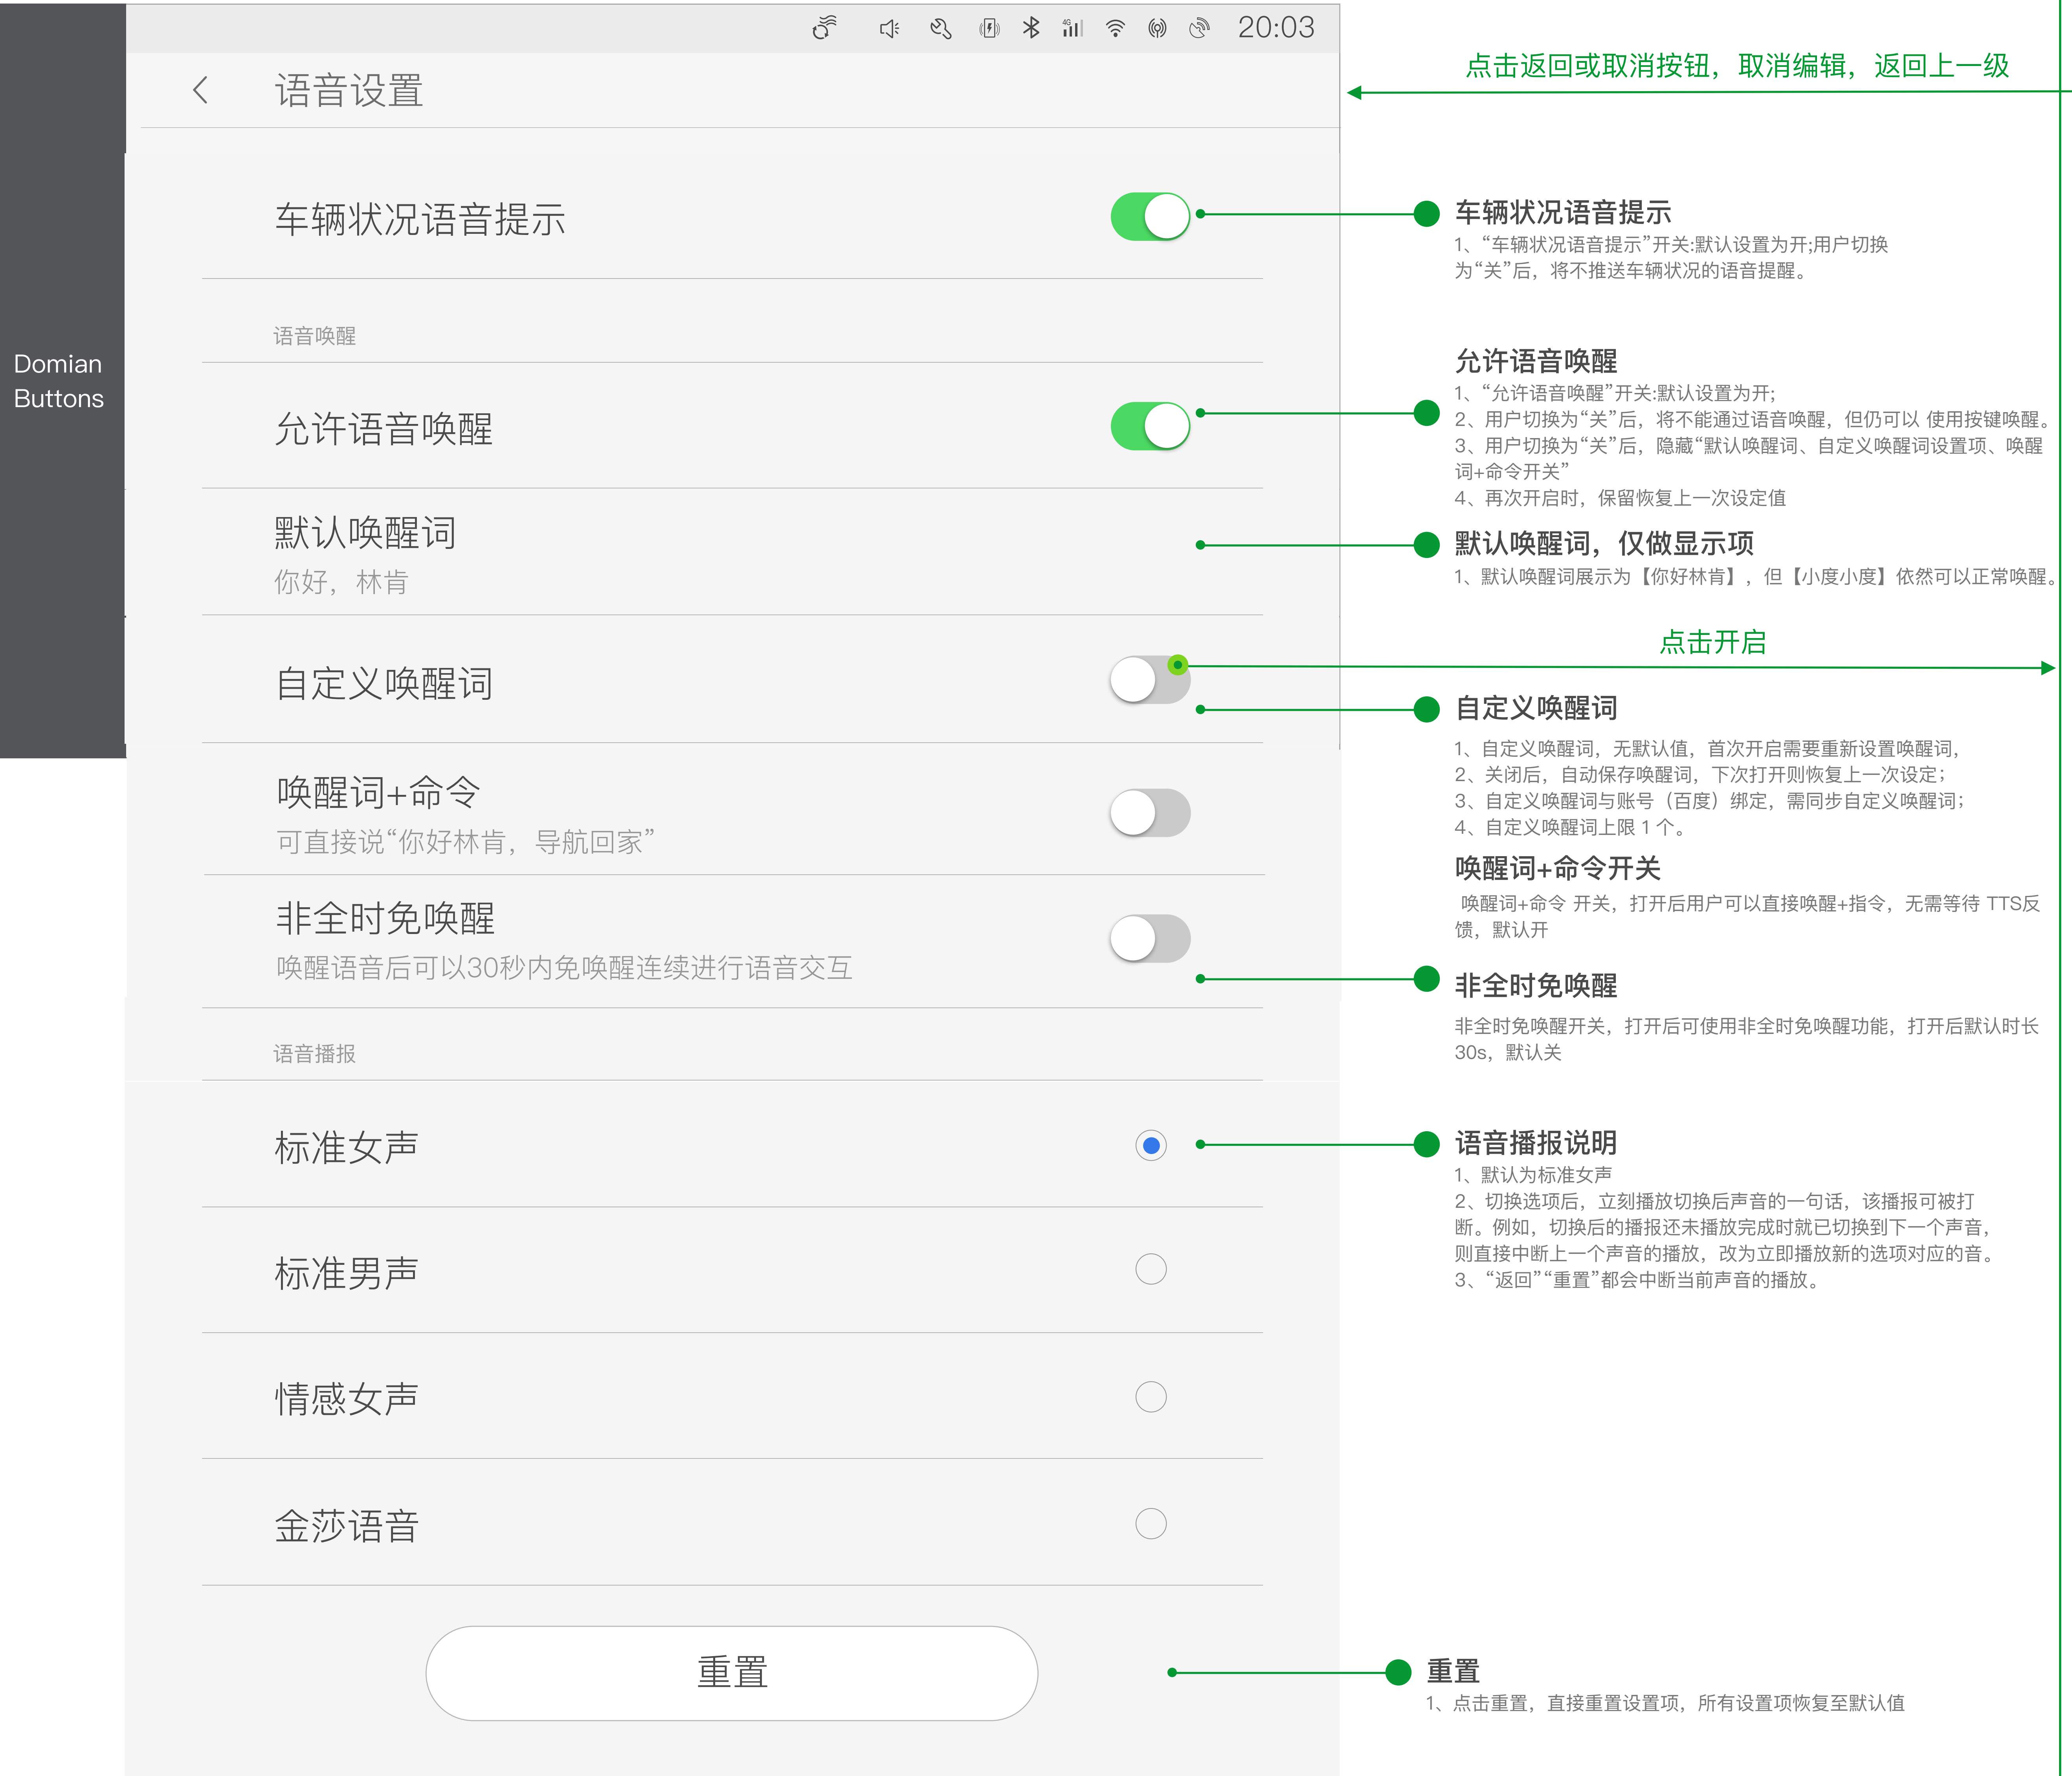 20:03
语音设置
Domian
Buttons
车辆状况语音提示
语音唤醒
允许语音唤醒
默认唤醒词
你好，林肯
自定义唤醒词
唤醒词+命令
可直接说“你好林肯，导航回家”
非全时免唤醒
唤醒语音后可以30秒内免唤醒连续进行语音交互
语音播报
标准女声
标准男声
情感女声
金莎语音
重置
点击返回或取消按钮，取消编辑，返回上一级
车辆状况语音提示
1、“车辆状况语音提示”开关:默认设置为开;用户切换
为“关”后，将不推送车辆状况的语音提醒。
允许语音唤醒
1、“允许语音唤醒”开关:默认设置为开;
2、用户切换为“关”后，将不能通过语音唤醒，但仍可以 使用按键唤醒。
3、用户切换为“关”后，隐藏“默认唤醒词、自定义唤醒词设置项、唤醒
词+命令开关”
4、再次开启时，保留恢复上一次设定值
默认唤醒词，仅做显示项
1、默认唤醒词展示为【你好林肯】，但【小度小度】依然可以正常唤醒。
点击开启
自定义唤醒词
1、自定义唤醒词，无默认值，首次开启需要重新设置唤醒词，
2、关闭后，自动保存唤醒词，下次打开则恢复上一次设定；
3、自定义唤醒词与账号（百度）绑定，需同步自定义唤醒词；
4、自定义唤醒词上限 1 个。
唤醒词+命令开关
唤醒词+命令 开关，打开后用户可以直接唤醒+指令，无需等待 TTS反
馈，默认开
非全时免唤醒
非全时免唤醒开关，打开后可使用非全时免唤醒功能，打开后默认时长
30s，默认关
语音播报说明
1、默认为标准女声
2、切换选项后，立刻播放切换后声音的一句话，该播报可被打
断。例如，切换后的播报还未播放完成时就已切换到下一个声音，
则直接中断上一个声音的播放，改为立即播放新的选项对应的音。
3、“返回”“重置”都会中断当前声音的播放。
重置
1、点击重置，直接重置设置项，所有设置项恢复至默认值
4G